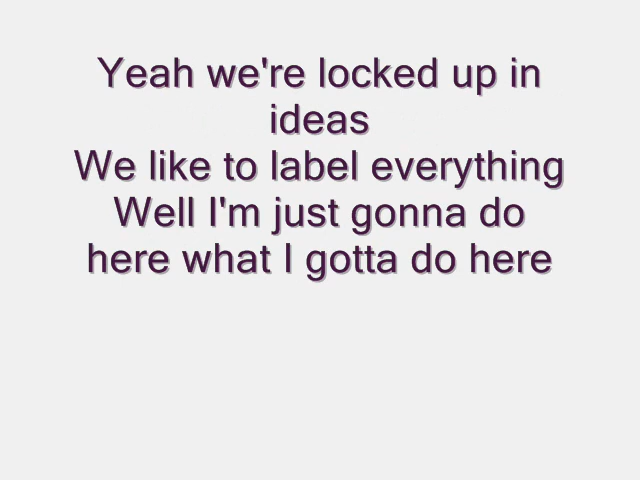 Yeah we're locked up in
ideas
We like to label everything
Well I'm just gonna do
here what I gotta do here